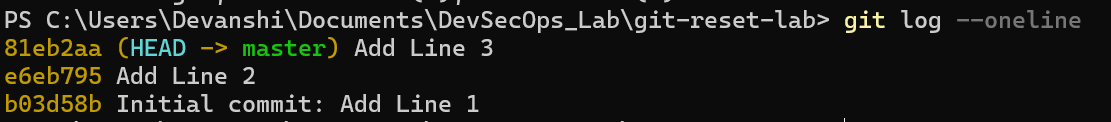 PS C:\Users\Devanshi\Documents\DevSecOps_Lab\git-reset-lab> git log --oneline
81eb2aa (HEAD -> master) Add Line 3
e6eb795 Add Line 2
b03d58b Initial commit: Add Line 1